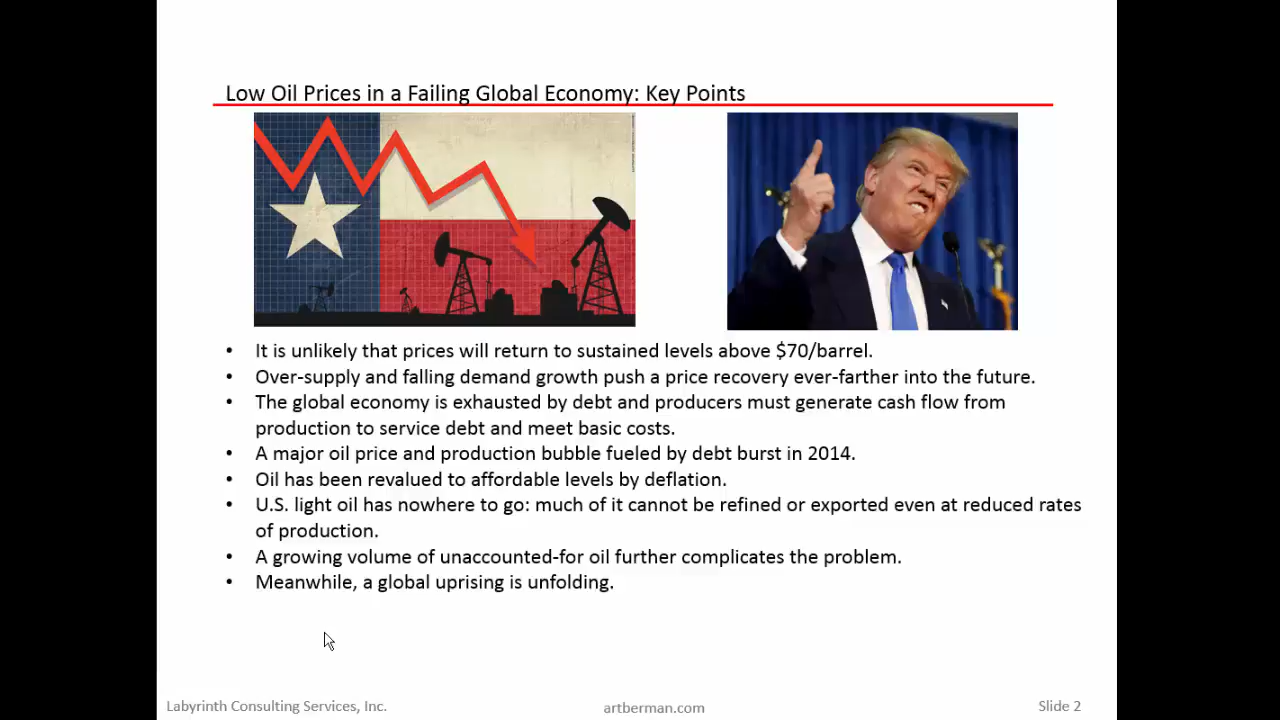 Low Oil Prices in a Failing Global Economy: Key Points
• It is unlikely that prices will return to sustained levels above $70/barrel.
• Over-supply and falling demand growth push a price recovery ever-farther into the future.
• The global economy is exhausted by debt and producers must generate cash flow from
production to service debt and meet basic costs.
• A major oil price and production bubble fueled by debt burst in 2014.
• Oil has been revalued to affordable levels by deflation.
• U.S. light oil has nowhere to go: much of it cannot be refined or exported even at reduced rates
of production.
• A growing volume of unaccounted-for oil further complicates the problem.
• Meanwhile, a global uprising is unfolding.
Labyrinth Consulting Services, Inc.
artberman.com
Slide 2